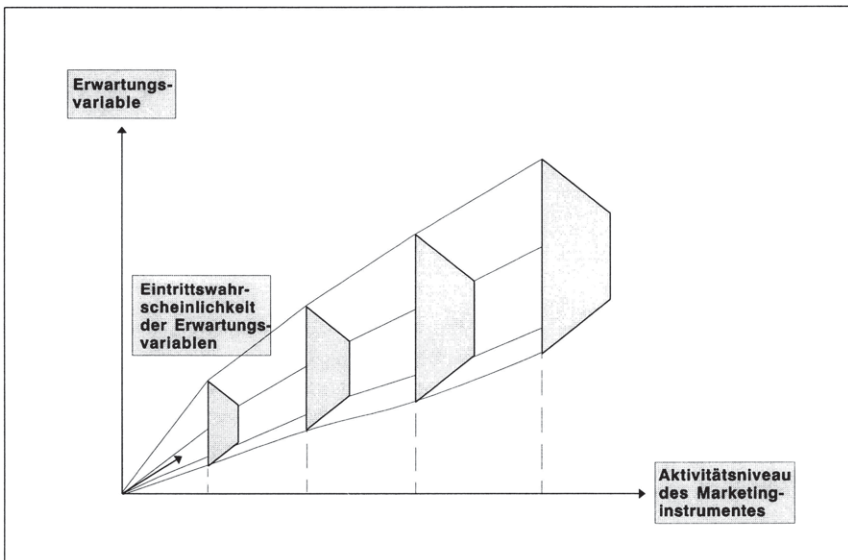 Erwartungs-
variable
Eintrittswahr-
scheinlichkeit
der Erwartungs-
variablen
Aktivitätsniveau
des Marketing-
instrumentes